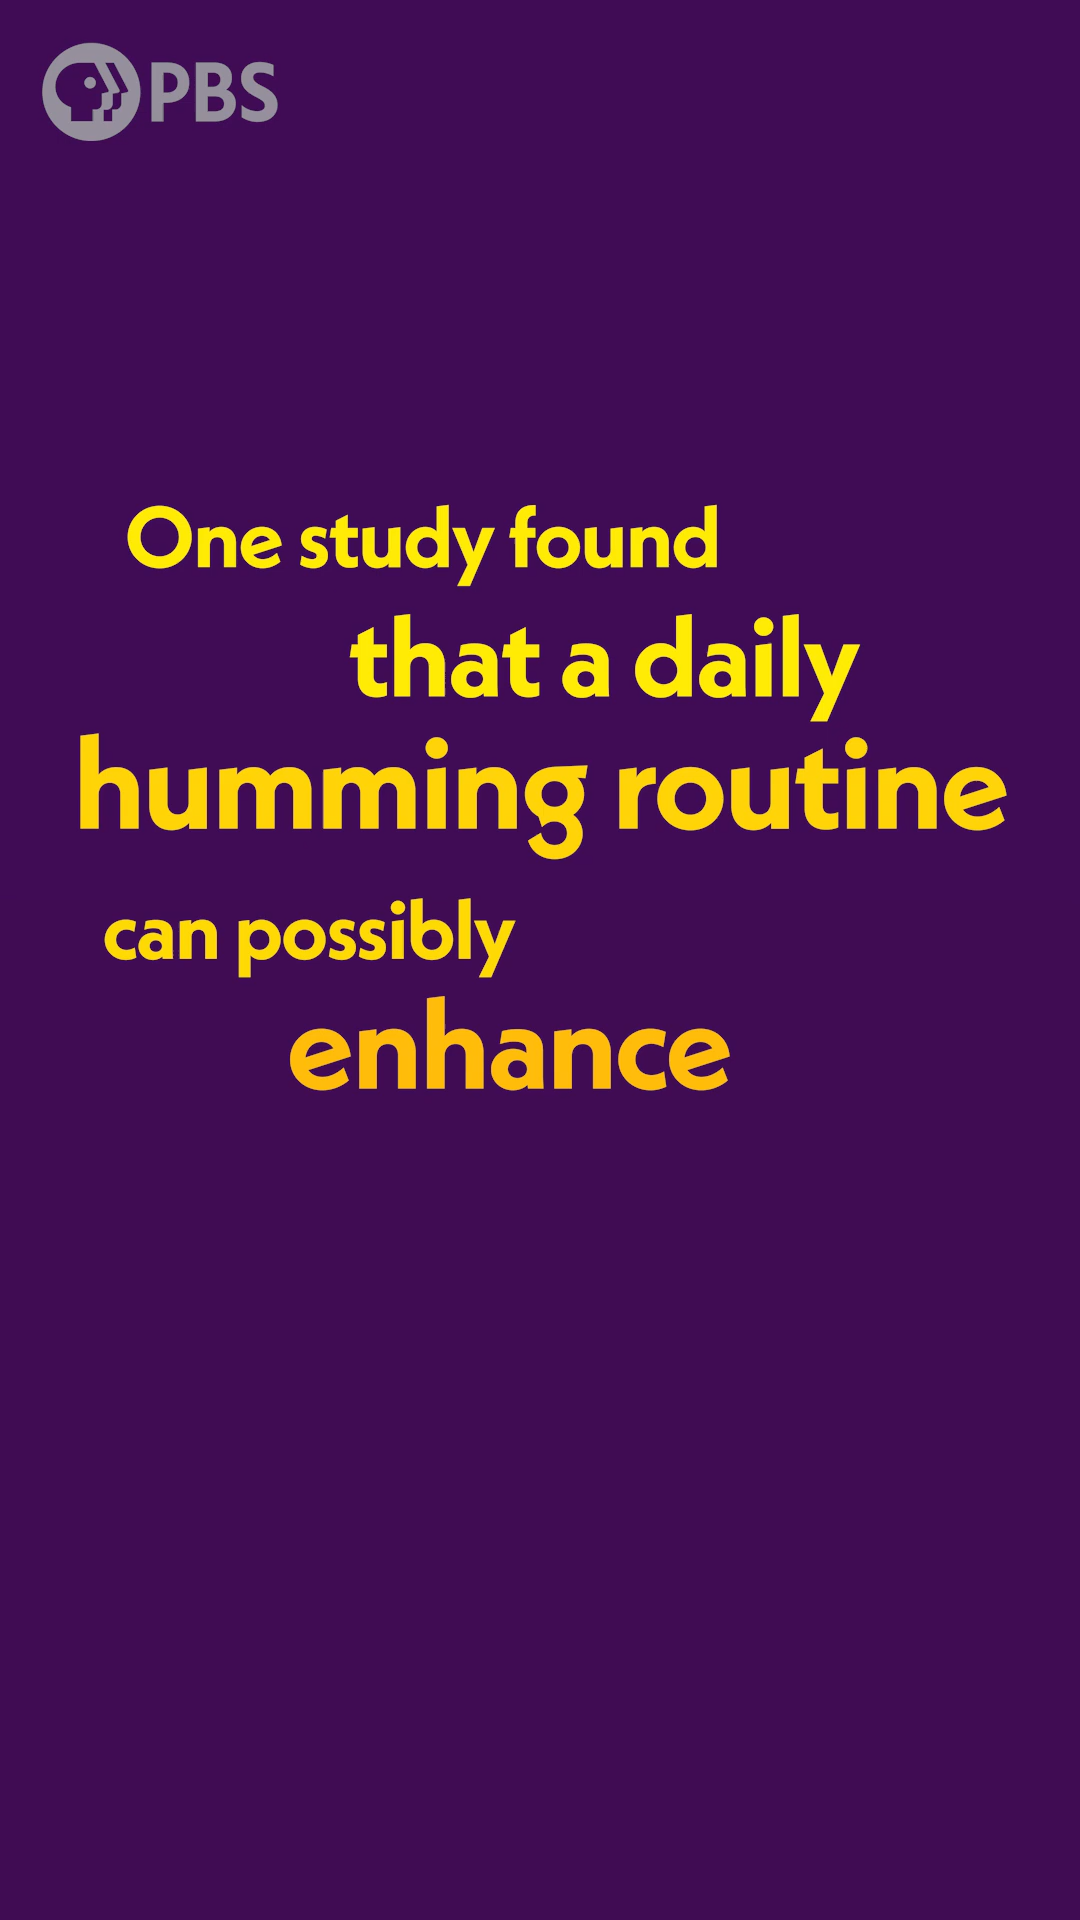 PBS
One study found
that a daily
humming routine
can possibly
enhance